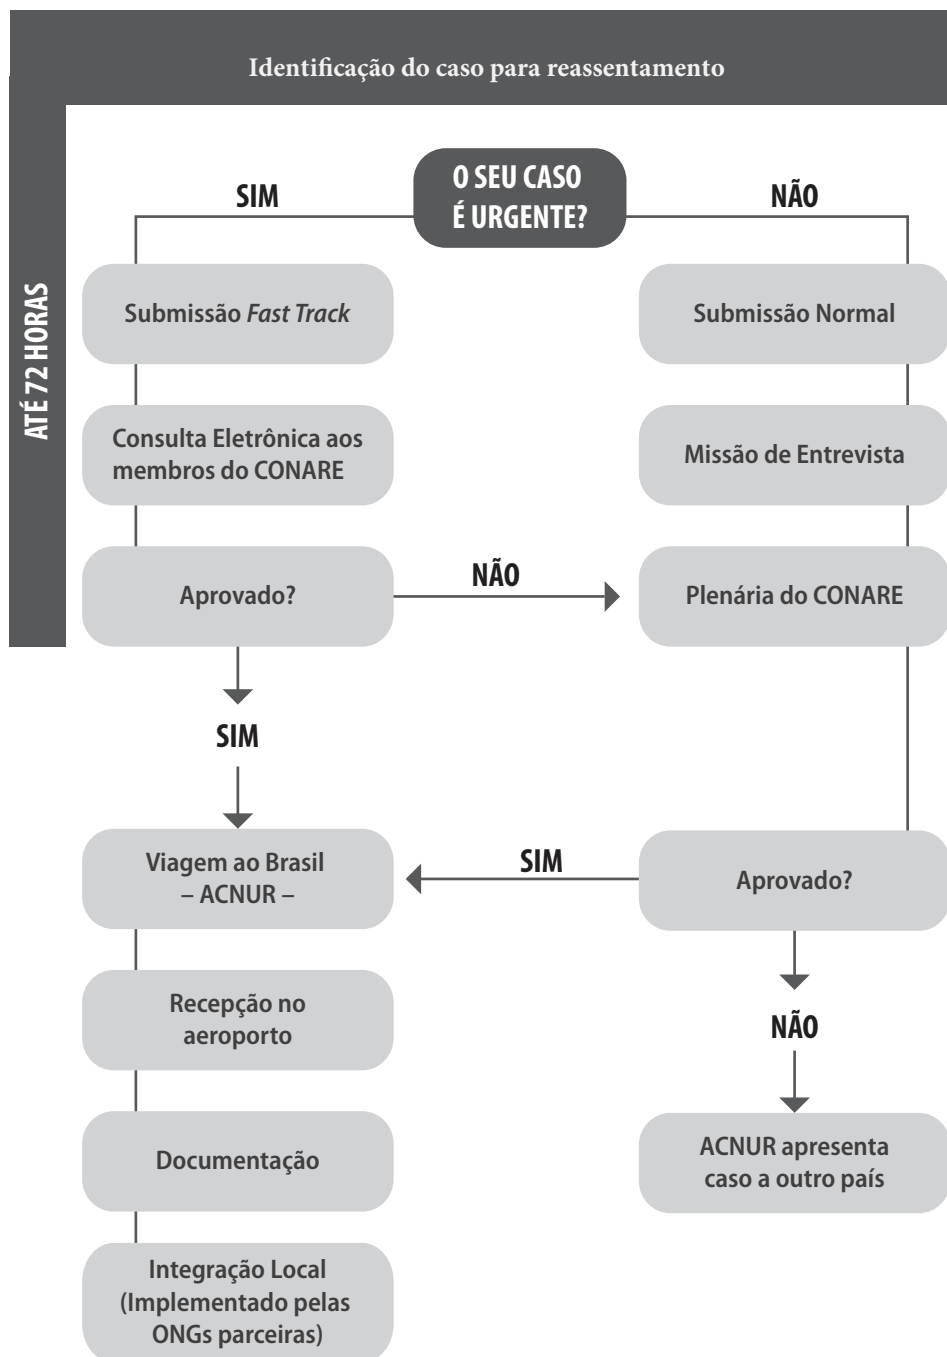 Identificação do caso para reassentamento
O SEU CASO
É URGENTE?
SIM
NÃO
ATÉ 72 HORAS
Submissão Fast Track
Submissão Normal
Consulta Eletrônica aos
membros do CONARE
Missão de Entrevista
Aprovado?
NÃO
Plenária do CONARE
SIM
Viagem ao Brasil
– ACNUR –
SIM
Aprovado?
Recepção no
aeroporto
NÃO
Documentação
ACNUR apresenta
caso a outro país
Integração Local
(Implementado pelas
ONGs parceiras)